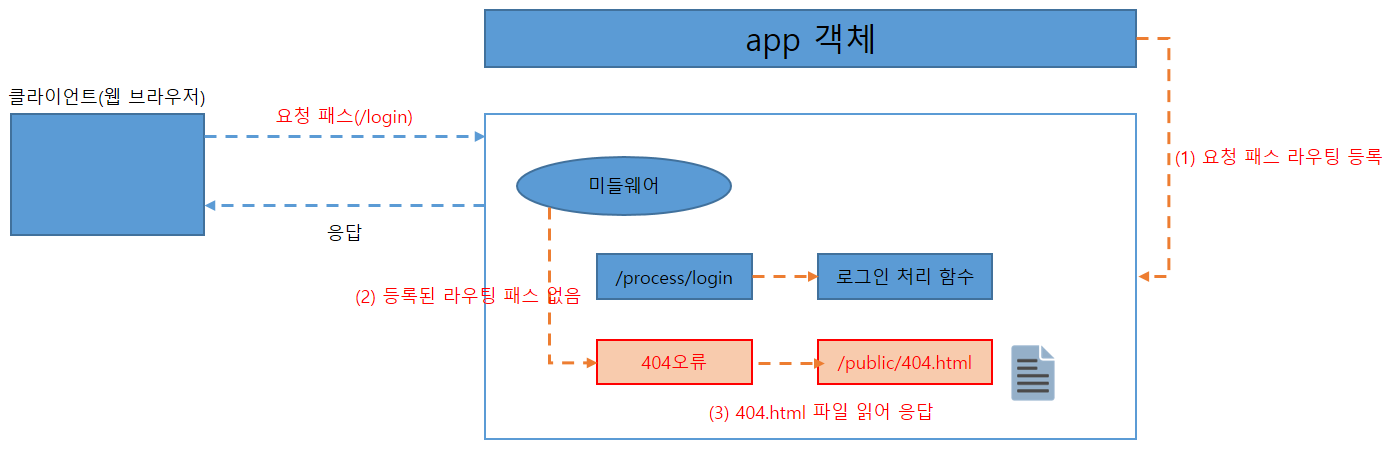 app 객체
클라이언트(웹 브라우저)
요청 패스(/login)
(1) 요청 패스 라우팅 등록
미들웨어
응답
/process/login
로그인 처리 함수
(2) 등록된 라우팅 패스 없음
404오류
/public/404.html
(3) 404.html 파일 읽어 응답